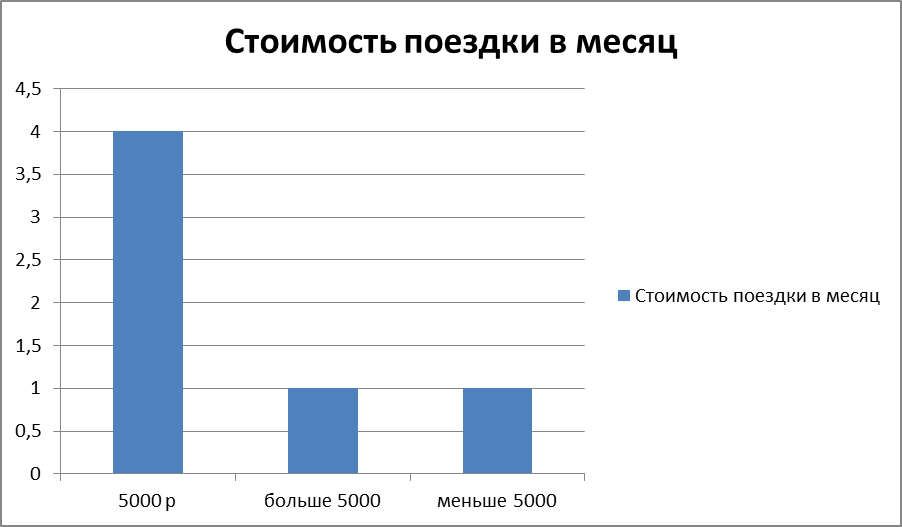 Стоимость поездки в месяц
4,5
4
3,5
3
2,5
2
1,5
1
0,5
0
5000 р
больше 5000
меньше 5000
Стоимость поездки в месяц